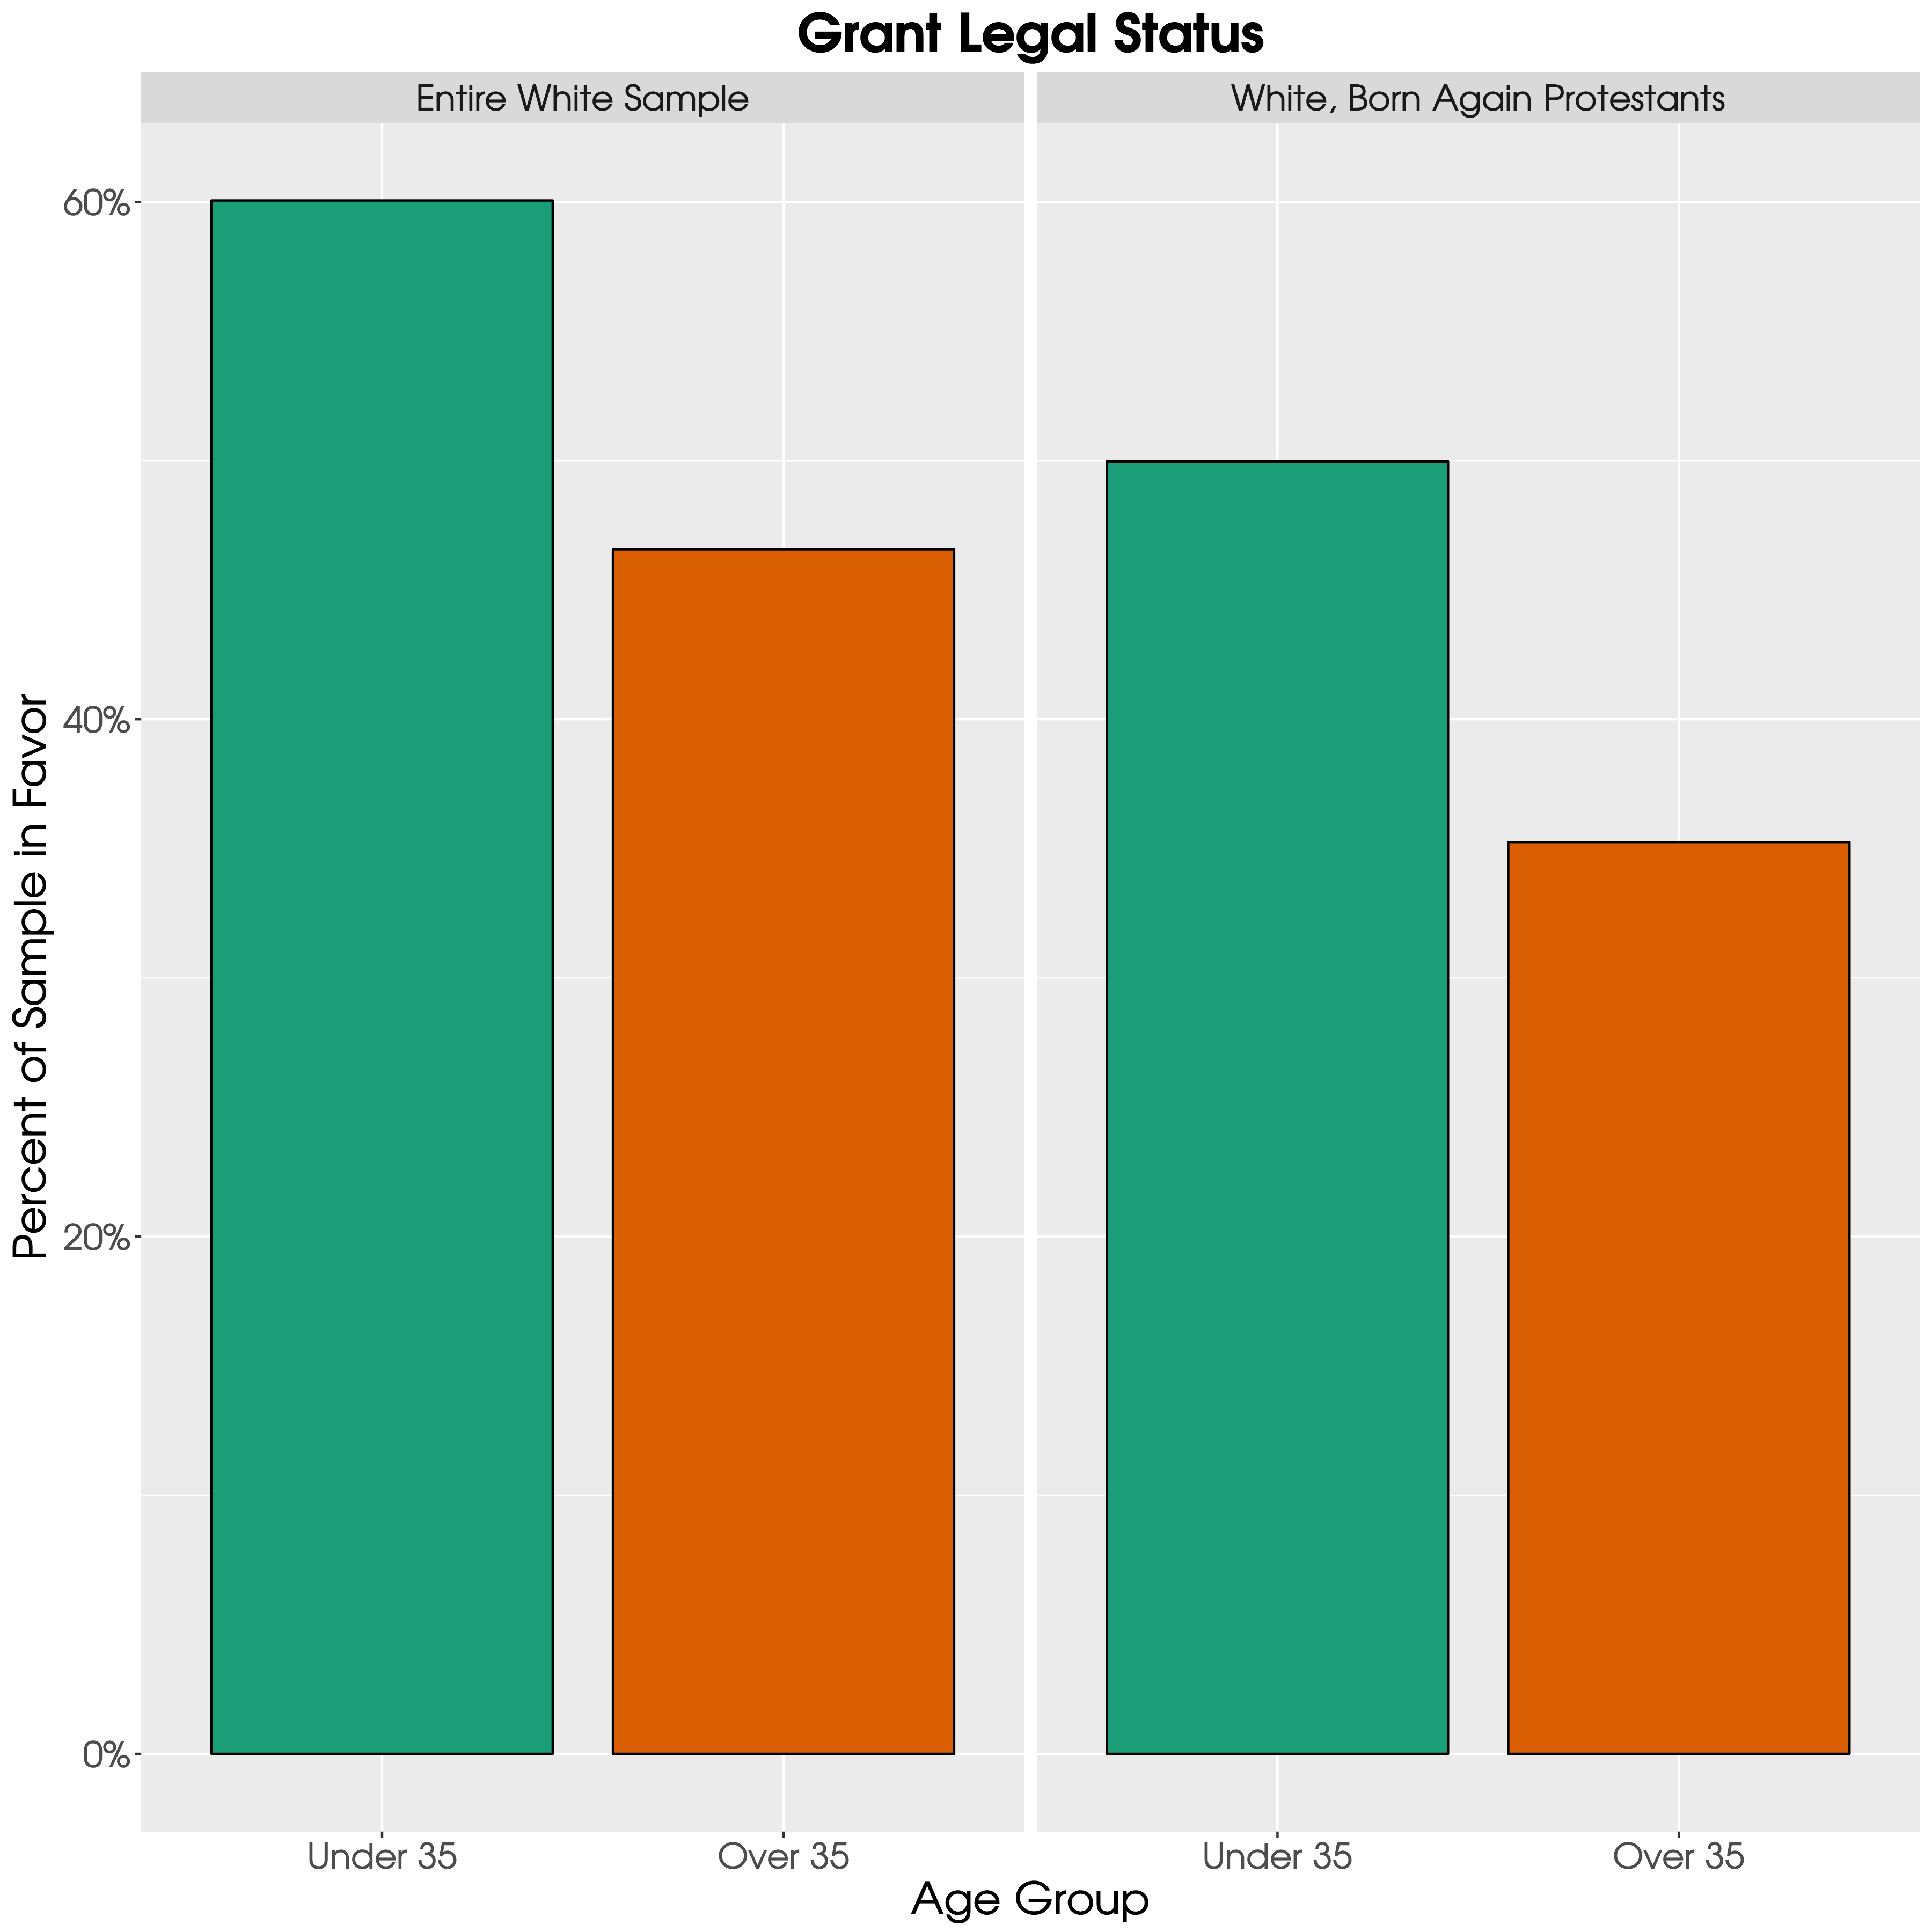 Grant Legal Status
Entire White Sample
White, Born Again Protestants
Percent of Sample in Favor
60%
40%
20%
0%
Under 35
Over 35
Under 35
Over 35
Age Group